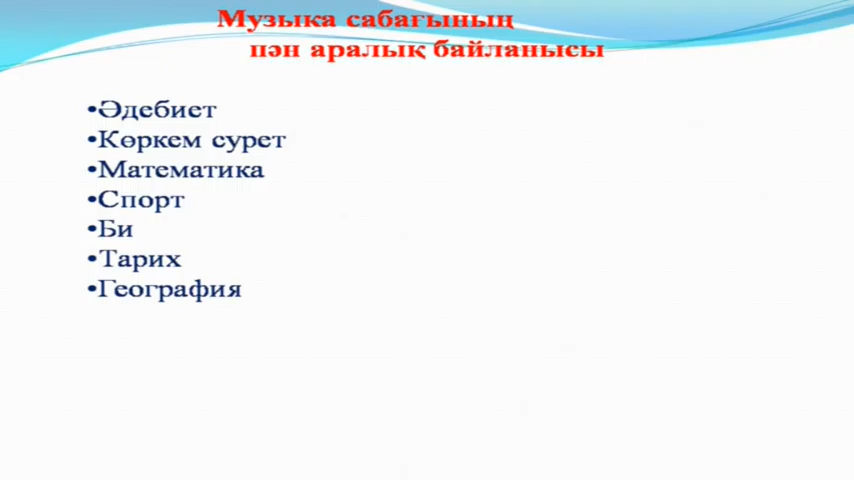 Музыка сабағының
пән аралық байланысы
•Әдебиет
•Көркем сурет
•Математика
•Спорт
•Би
•Тарих
•География